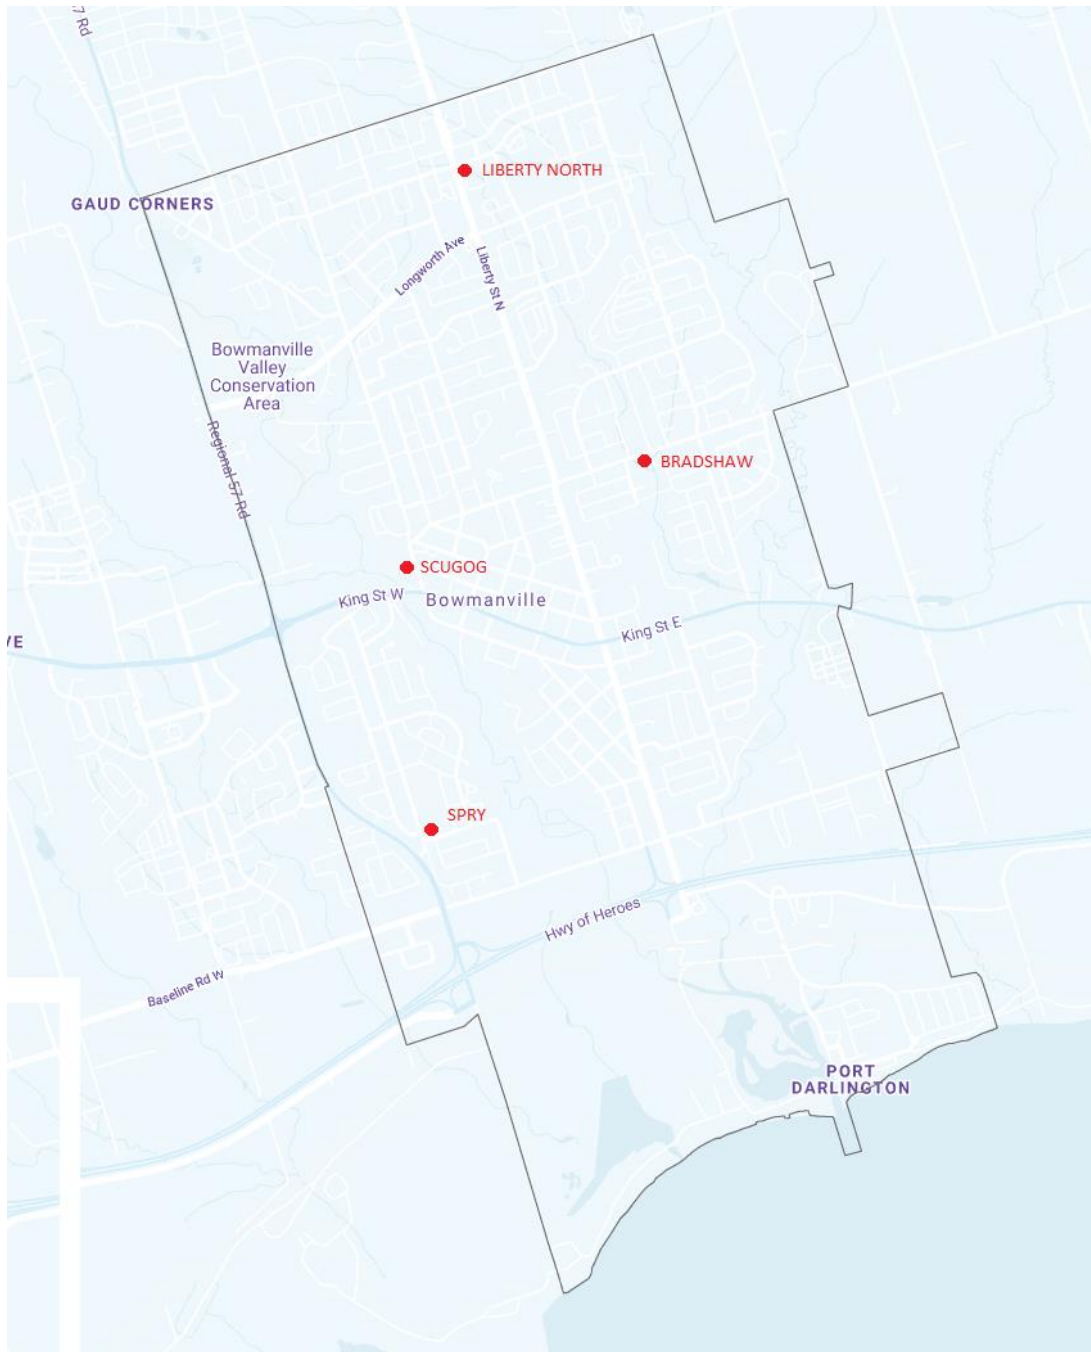 7 Rd
LIBERTY NORTH
GAUD CORNERS
Longworth Ave
Liberty St N
Bowmanville
Valley
Conservation
Area
Regional 57 Rd
BRADSHAW
SCUGOG
King St W
Bowmanville
King St E
VE
SPRY
Hwy of Heroes
Baseline Rd W
PORT
DARLINGTON